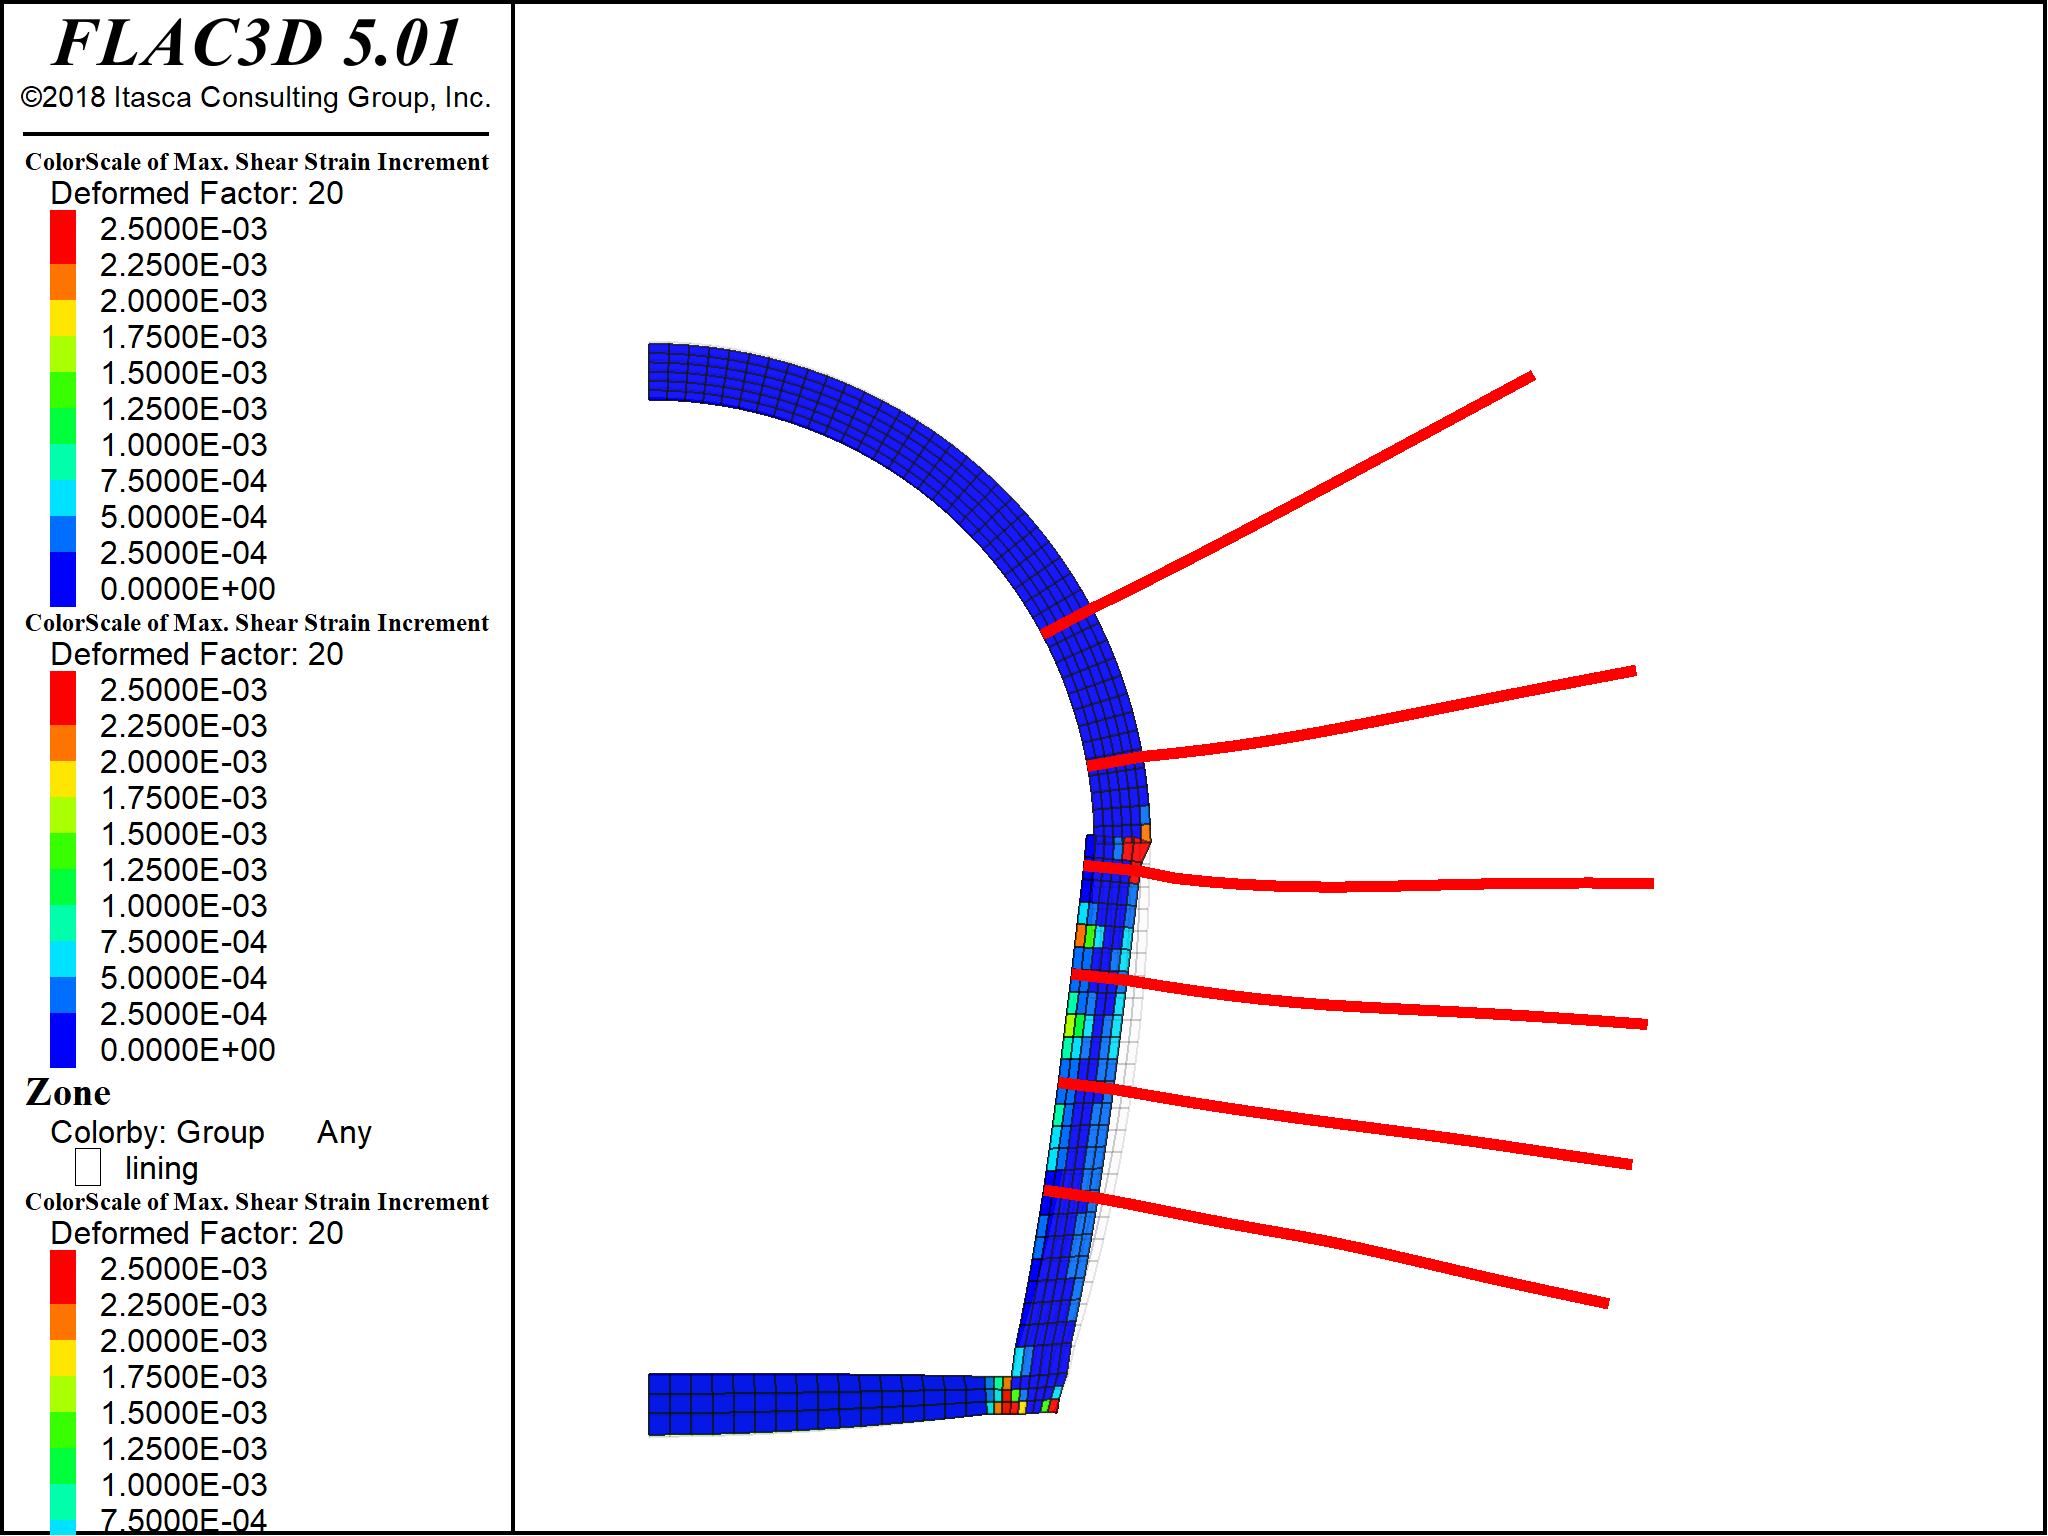 FLAC3D 5.01
©2018 Itasca Consulting Group, Inc.
ColorScale of Max. Shear Strain Increment
Deformed Factor: 20
2.5000E-03
2.2500E-03
2.0000E-03
1.7500E-03
1.5000E-03
1.2500E-03
1.0000E-03
7.5000E-04
5.0000E-04
2.5000E-04
0.0000E+00
ColorScale of Max. Shear Strain Increment
Deformed Factor: 20
2.5000E-03
2.2500E-03
2.0000E-03
1.7500E-03
1.5000E-03
1.2500E-03
1.0000E-03
7.5000E-04
5.0000E-04
2.5000E-04
0.0000E+00
Zone
Colorby: Group Any
lining
ColorScale of Max. Shear Strain Increment
Deformed Factor: 20
2.5000E-03
2.2500E-03
2.0000E-03
1.7500E-03
1.5000E-03
1.2500E-03
1.0000E-03
7.5000E-04